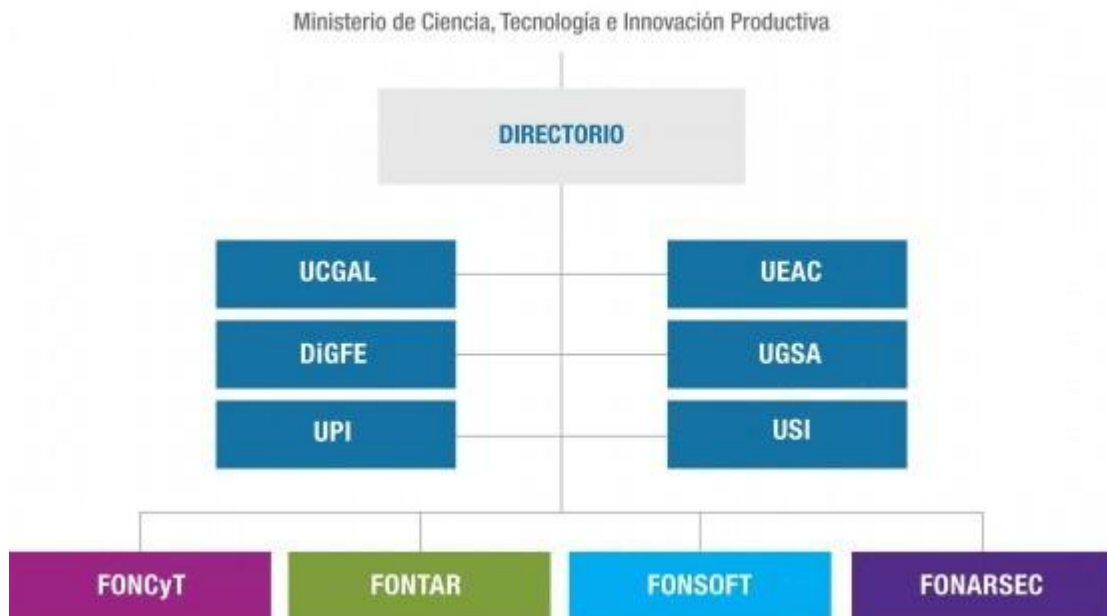 Ministerio de Ciencia, Tecnología e Innovación Productiva
DIRECTORIO
UCGAL
UEAC
DiGFE
UGSA
UPI
USI
FONCyT
FONTAR
FONSOFT
FONARSEC